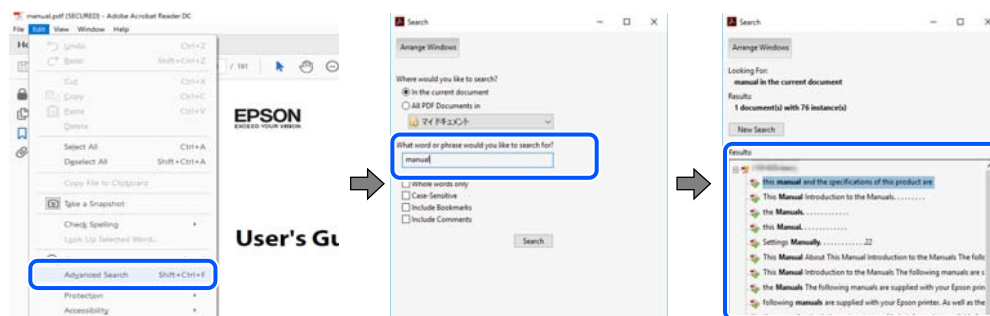 manual.pdf (SECURED) - Adobe Acrobat Reader DC
File Edit View Window Help
Undo Ctrl+Z
Redo Shift+Ctrl+Z
Cut Ctrl+X
Copy Ctrl+C
Paste Ctrl+V
Delete
Select All Ctrl+A
Deselect All Shift+Ctrl+A
Copy File to Clipboard
Take a Snapshot
Check Spelling
Look Up Selected Word...
Advanced Search Shift+Ctrl+F
Protection
Accessibility
/ 191
EPSON
EXCEED YOUR VISION
User's Gu
Search
Arrange Windows
Where would you like to search?
In the current document
All PDF Documents in
マイ ドキュメント
What word or phrase would you like to search for?
manual
Whole words only
Case-Sensitive
Include Bookmarks
Include Comments
Search
Search
Arrange Windows
Looking For:
manual in the current document
Results:
1 document(s) with 76 instance(s)
New Search
Results:
this manual and the specifications of this product are
This Manual Introduction to the Manuals. . . . . . . . .
the Manuals. . . . . . . . . . . . .
this Manual. . . . . . . . . . . . .
Settings Manually. . . . . . . . . . . .22
This Manual About This Manual Introduction to the Manuals The follo
This Manual Introduction to the Manuals The following manuals are s
the Manuals The following manuals are supplied with your Epson prin
following manuals are supplied with your Epson printer. As well as the